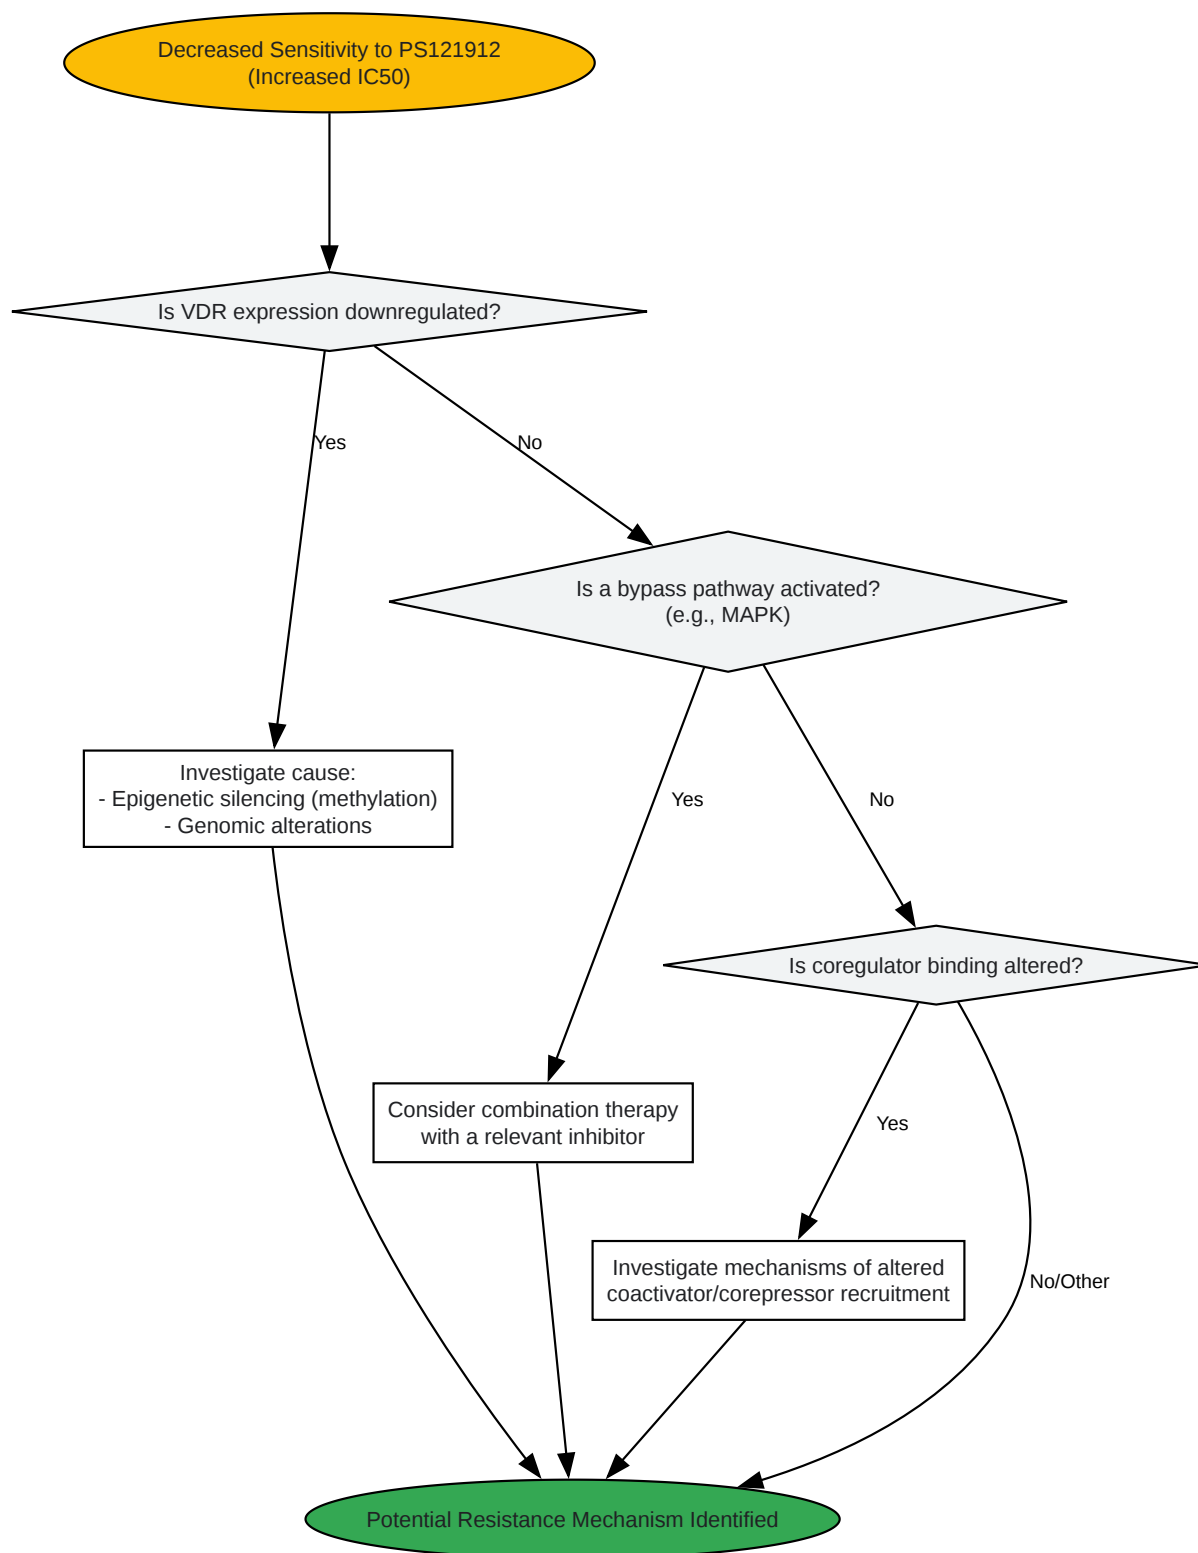 Decreased Sensitivity to PS121912
(Increased IC50)
Is VDR expression downregulated?
Yes
No
Is a bypass pathway activated?
(e.g., MAPK)
Investigate cause:
- Epigenetic silencing (methylation)
- Genomic alterations
Yes
No
Is coregulator binding altered?
Consider combination therapy
with a relevant inhibitor
Yes
Investigate mechanisms of altered
coactivator/corepressor recruitment
No/Other
Potential Resistance Mechanism Identified